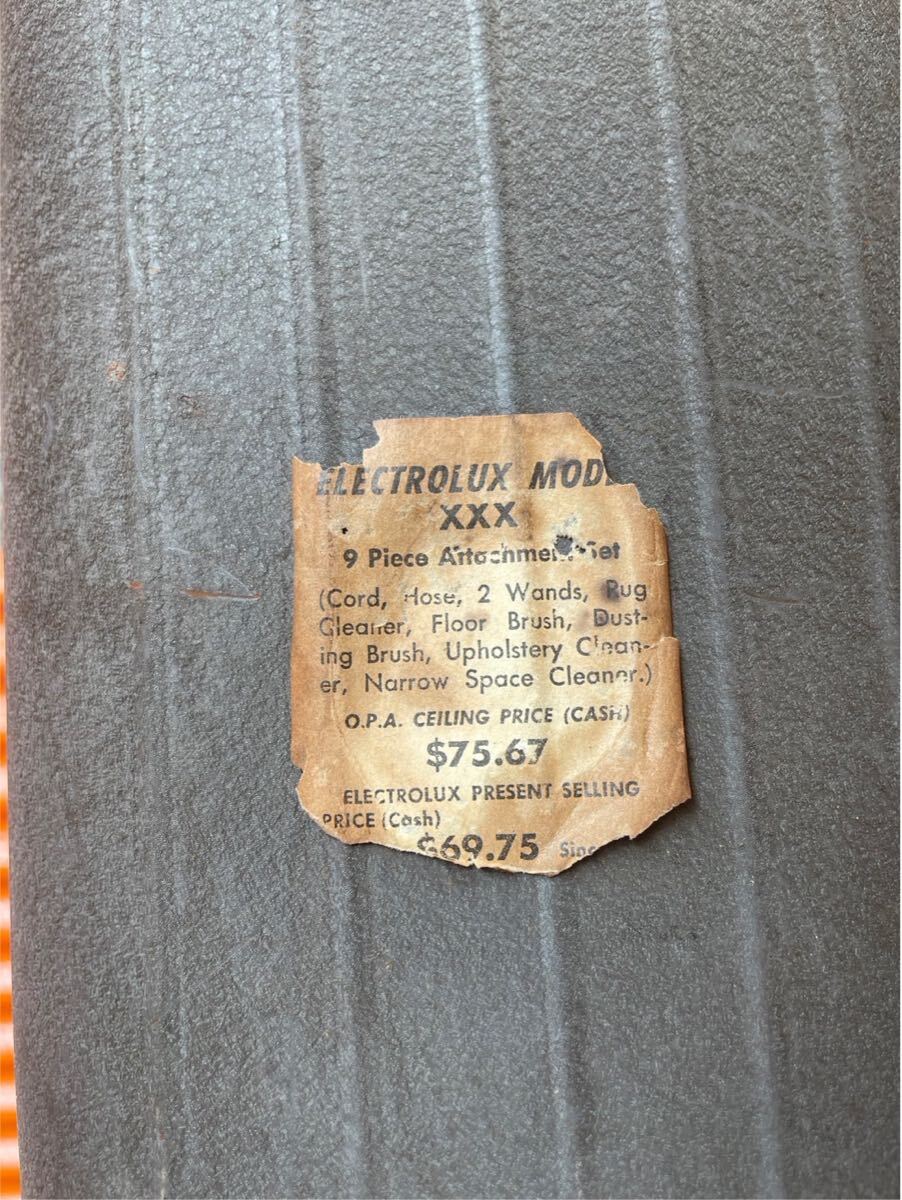 ELECTROLUX MOD
XXX
9 Piece Attachment Set
(Cord, Hose, 2 Wands, Rug
Cleaner, Floor Brush, Dust-
ing Brush, Upholstery Clean-
er, Narrow Space Cleaner.)
O.P.A. CEILING PRICE (CASH)
$75.67
ELECTROLUX PRESENT SELLING
PRICE (Cash)
$69.75